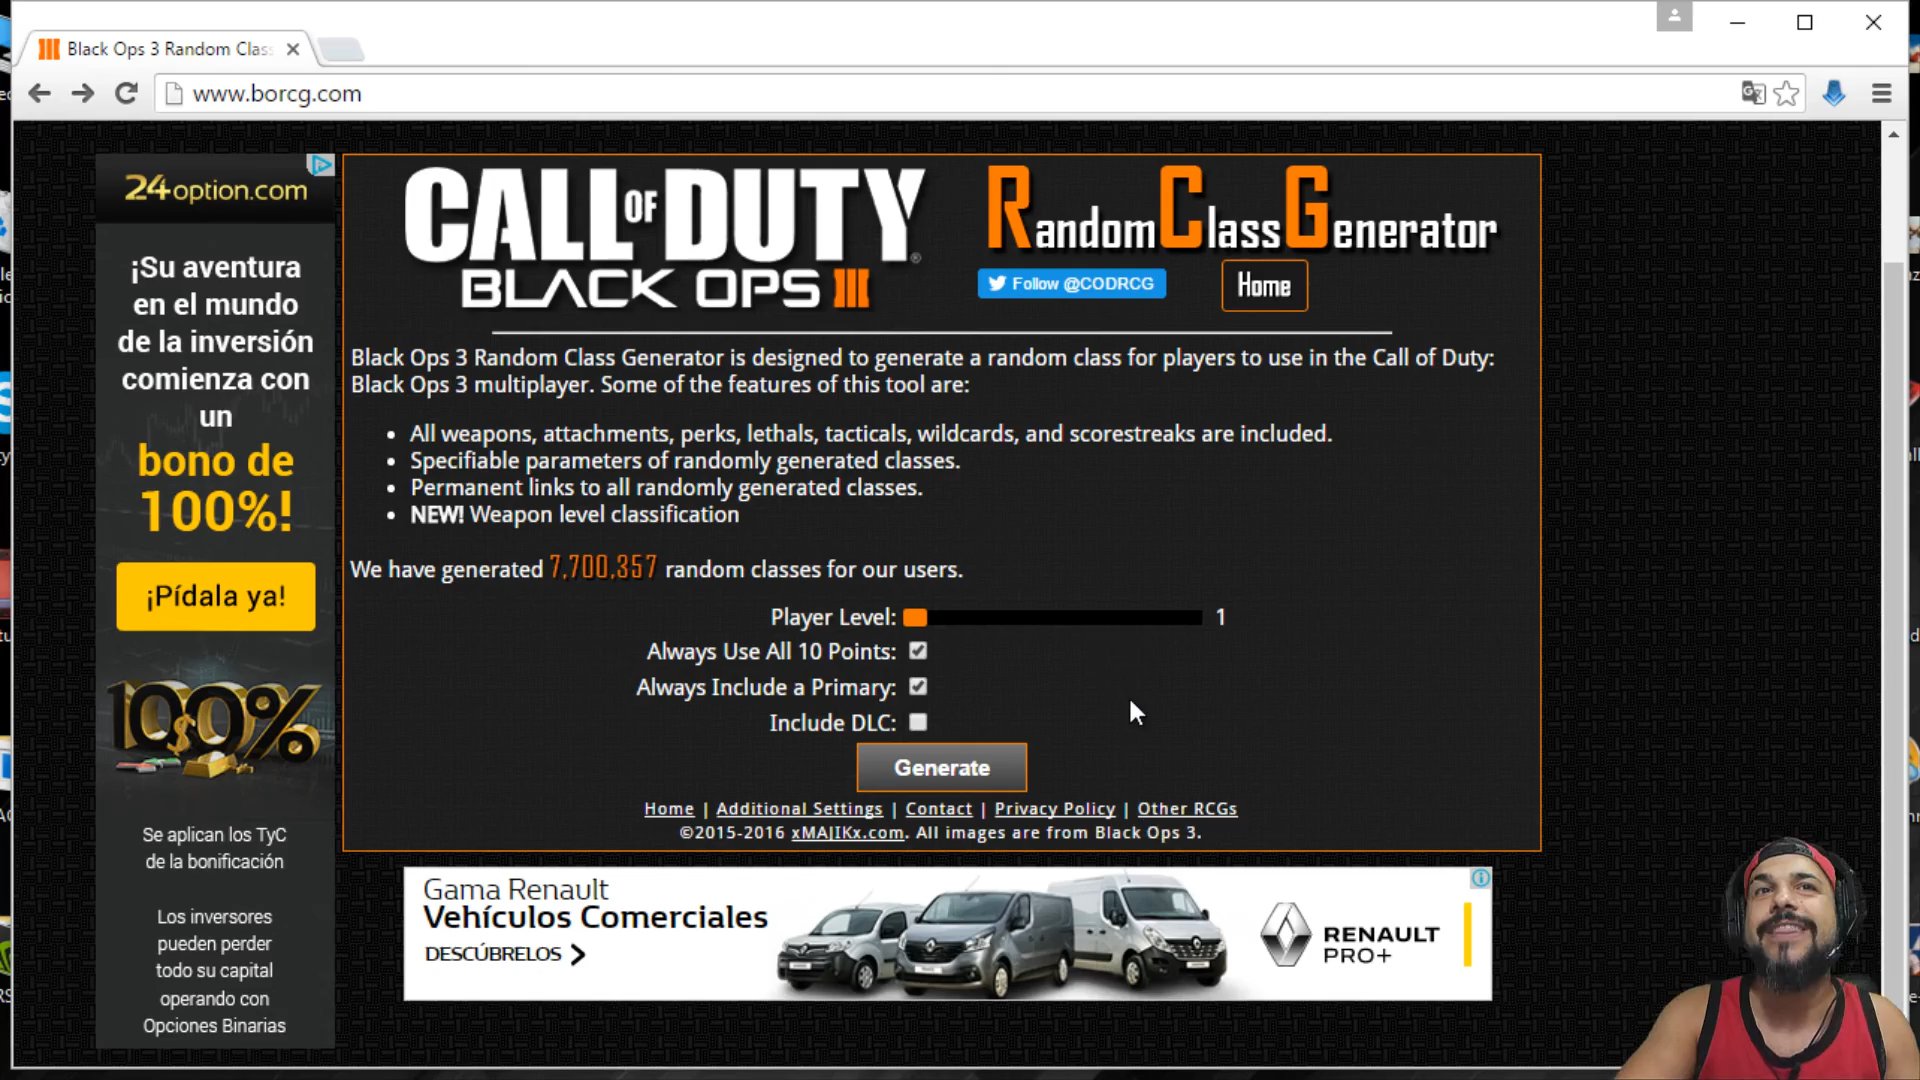 Black Ops 3 Random Clas
www.borcg.com
24option.com
¡Su aventura
en el mundo
de la inversión
comienza con
un
bono de
100%!
¡Pídala ya!
100%
Se aplican los TyC
de la bonificación
Los inversores
pueden perder
todo su capital
operando con
Opciones Binarias
CALL OF DUTY
BLACK OPS III
RandomClassGenerator
Follow @CODRCG
Home
Black Ops 3 Random Class Generator is designed to generate a random class for players to use in the Call of Duty:
Black Ops 3 multiplayer. Some of the features of this tool are:
• All weapons, attachments, perks, lethals, tacticals, wildcards, and scorestreaks are included.
• Specifiable parameters of randomly generated classes.
• Permanent links to all randomly generated classes.
• NEW! Weapon level classification
We have generated 7,700,357 random classes for our users.
Player Level: 1
Always Use All 10 Points:
Always Include a Primary:
Include DLC:
Generate
Home | Additional Settings | Contact | Privacy Policy | Other RCGs
©2015-2016 xMAJIKx.com. All images are from Black Ops 3.
Gama Renault
Vehículos Comerciales
DESCÚBRELOS >
RENAULT
PRO+